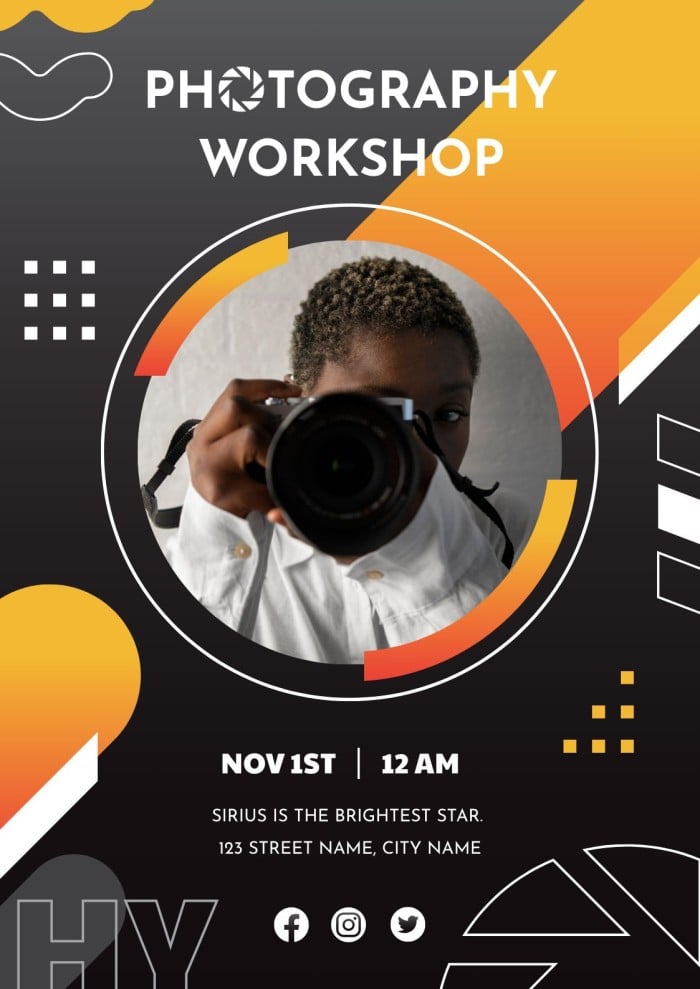 PHOTOGRAPHY
WORKSHOP
NOV 1ST | 12 AM
SIRIUS IS THE BRIGHTEST STAR.
123 STREET NAME, CITY NAME
HY